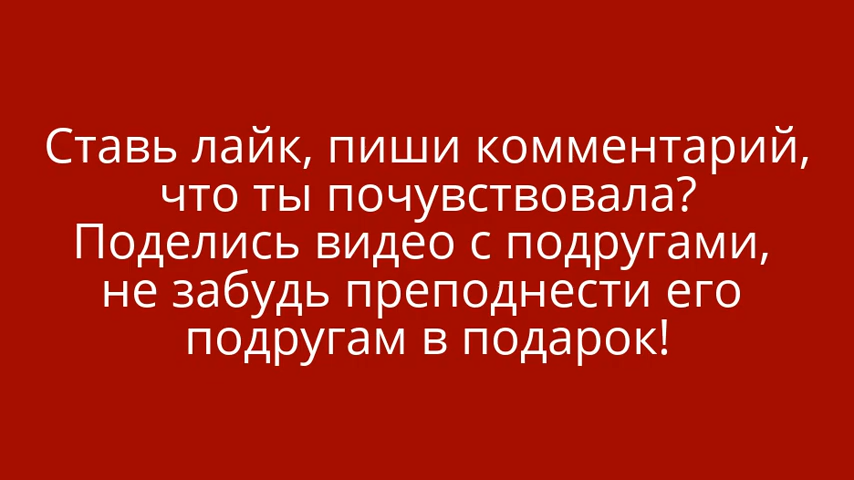 Ставь лайк, пиши комментарий,
что ты почувствовала?
Поделись видео с подругами,
не забудь преподнести его
подругам в подарок!